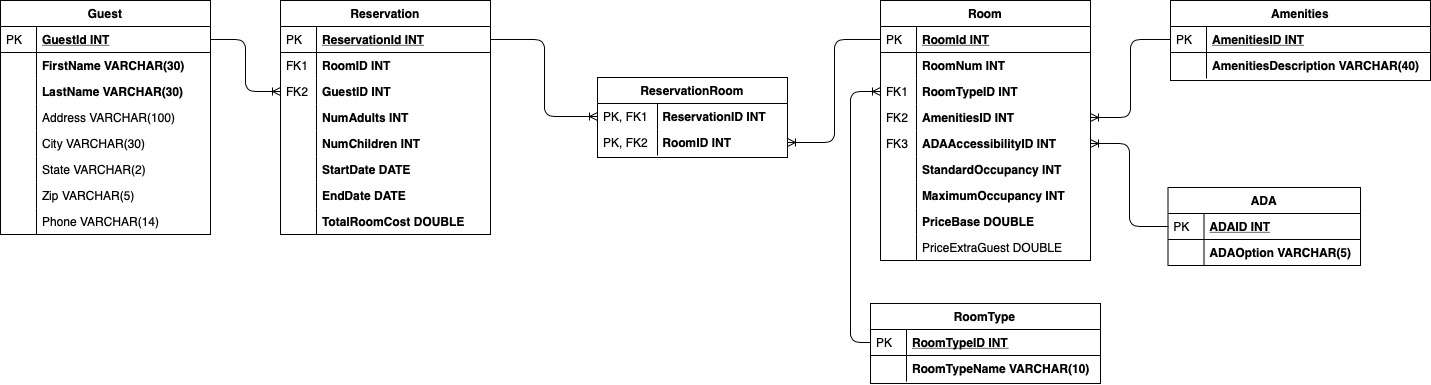 Guest
PK GuestId INT
FirstName VARCHAR(30)
LastName VARCHAR(30)
Address VARCHAR(100)
City VARCHAR(30)
State VARCHAR(2)
Zip VARCHAR(5)
Phone VARCHAR(14)
Reservation
PK ReservationId INT
FK1 RoomID INT
FK2 GuestID INT
NumAdults INT
NumChildren INT
StartDate DATE
EndDate DATE
TotalRoomCost DOUBLE
ReservationRoom
PK, FK1 ReservationID INT
PK, FK2 RoomID INT
Room
PK RoomId INT
RoomNum INT
FK1 RoomTypeID INT
FK2 AmenitiesID INT
FK3 ADAAccessibilityID INT
StandardOccupancy INT
MaximumOccupancy INT
PriceBase DOUBLE
PriceExtraGuest DOUBLE
Amenities
PK AmenitiesID INT
AmenitiesDescription VARCHAR(40)
ADA
PK ADAID INT
ADAOption VARCHAR(5)
RoomType
PK RoomTypeID INT
RoomTypeName VARCHAR(10)